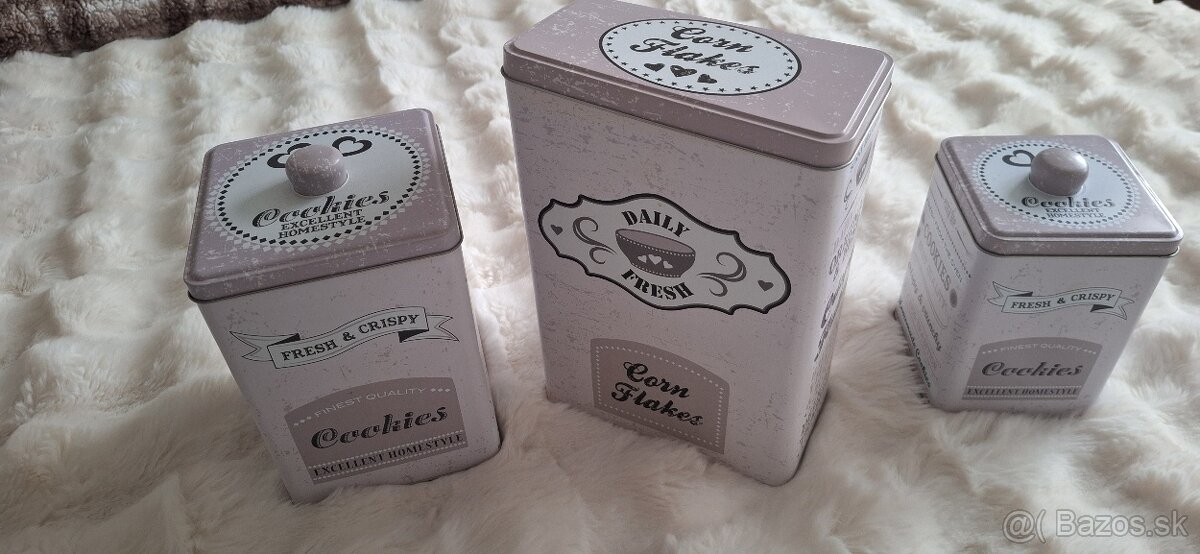 Cookies
EXCELLENT
HOMESTYLE
FRESH & CRISPY
FINEST QUALITY
Cookies
EXCELLENT HOMESTYLE
Corn
Flakes
DAILY
FRESH
Corn
Flakes
Cookies
EXCELLENT
HOMESTYLE
COOKIES
FRESH & CRISPY
FINEST QUALITY
Cookies
EXCELLENT HOMESTYLE
@( Bazos.sk